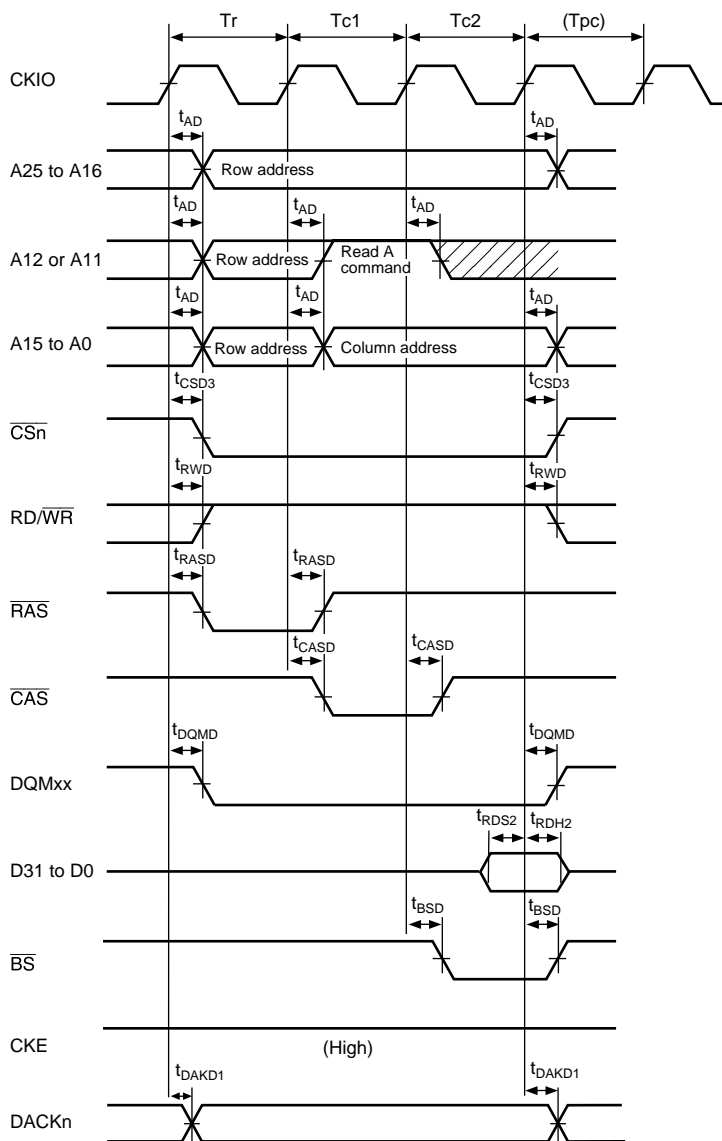 Tr Tc1 Tc2 (Tpc)
CKIO
tAD tAD
A25 to A16 Row address
tAD tAD tAD
A12 or A11 Row address Read A command
tAD tAD tAD
A15 to A0 Row address Column address
tCSD3 tCSD3
CSn
tRWD tRWD
RD/WR
tRASD tRASD
RAS
tCASD tCASD
CAS
tDQMD tDQMD
DQMxx
tRDS2 tRDH2
D31 to D0
tBSD tBSD
BS
CKE (High)
tDAKD1 tDAKD1
DACKn